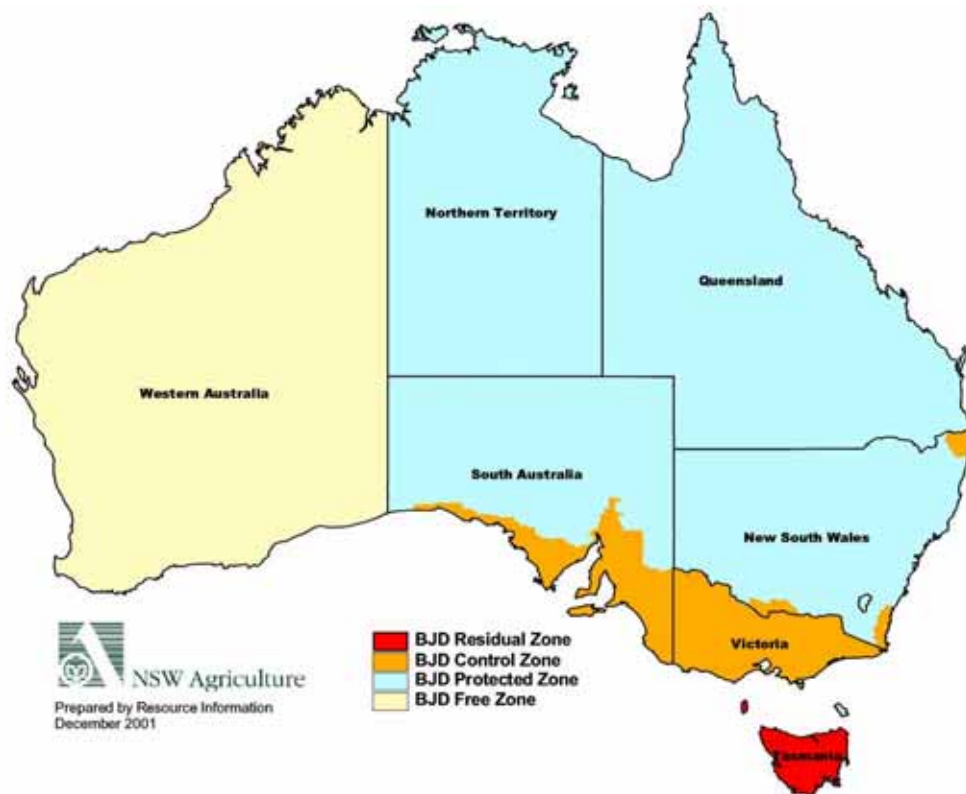 Northern Territory
Queensland
Western Australia
South Australia
New South Wales
Victoria
Tasmania
BJD Residual Zone
BJD Control Zone
BJD Protected Zone
BJD Free Zone
NSW Agriculture
Prepared by Resource Information
December 2001